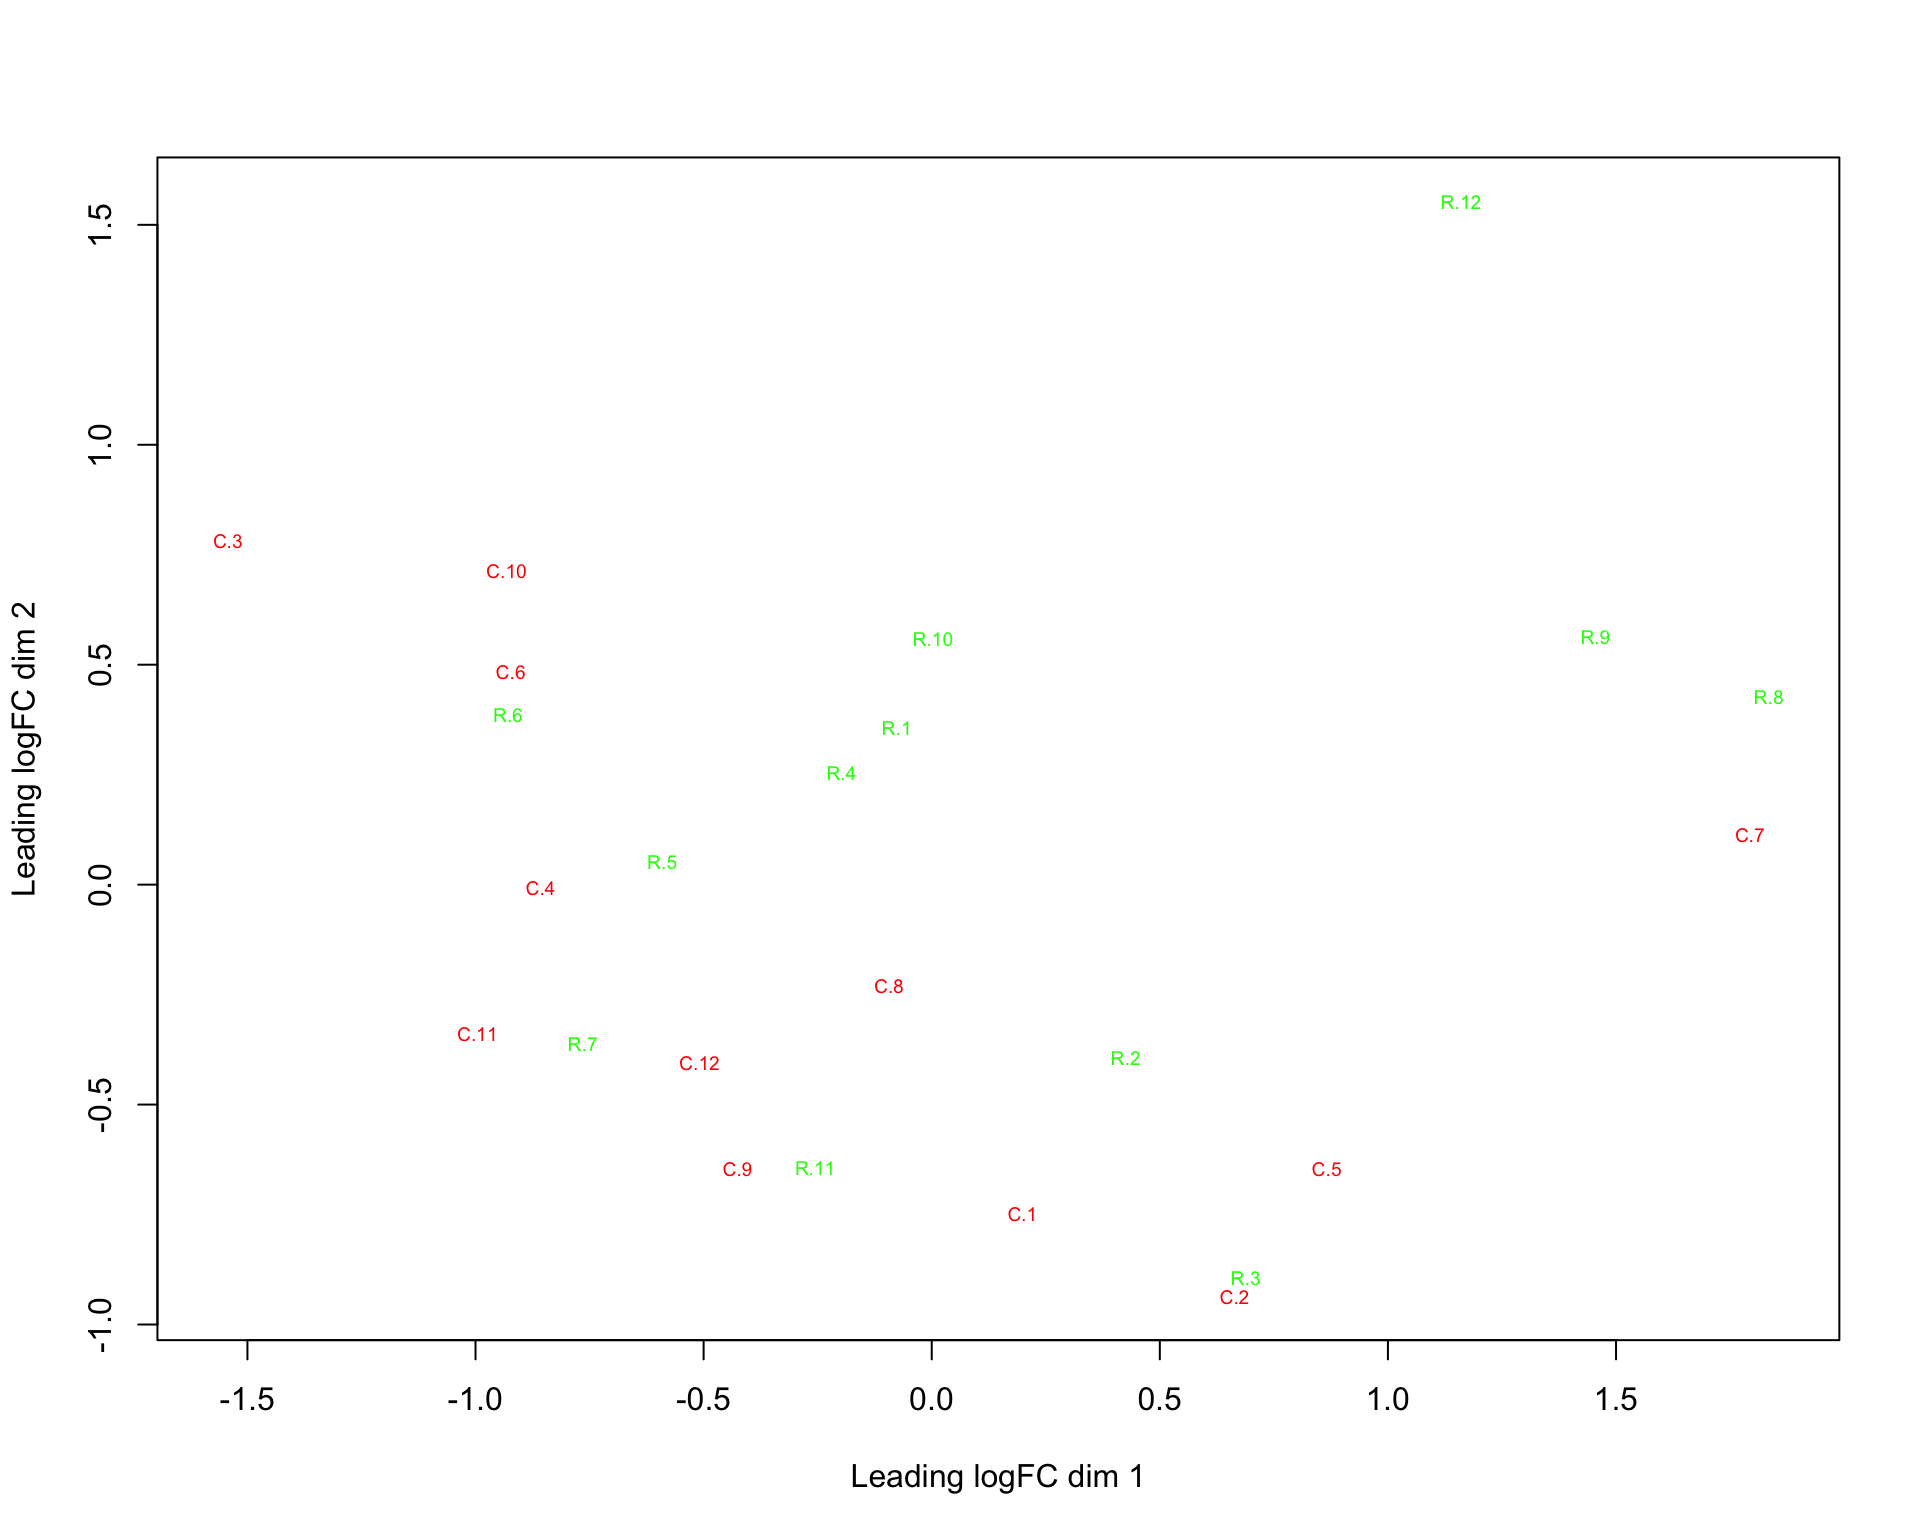 R.12
1.5
1.0
C.3
C.10
R.10
R.9
C.6
0.5
R.8
R.6
R.1
Leading logFC dim 2
R.4
C.7
R.5
C.4
0.0
C.8
C.11
R.7
C.12
R.2
-0.5
C.9
R.11
C.5
C.1
R.3
C.2
-1.0
-1.5 -1.0 -0.5 0.0 0.5 1.0 1.5
Leading logFC dim 1